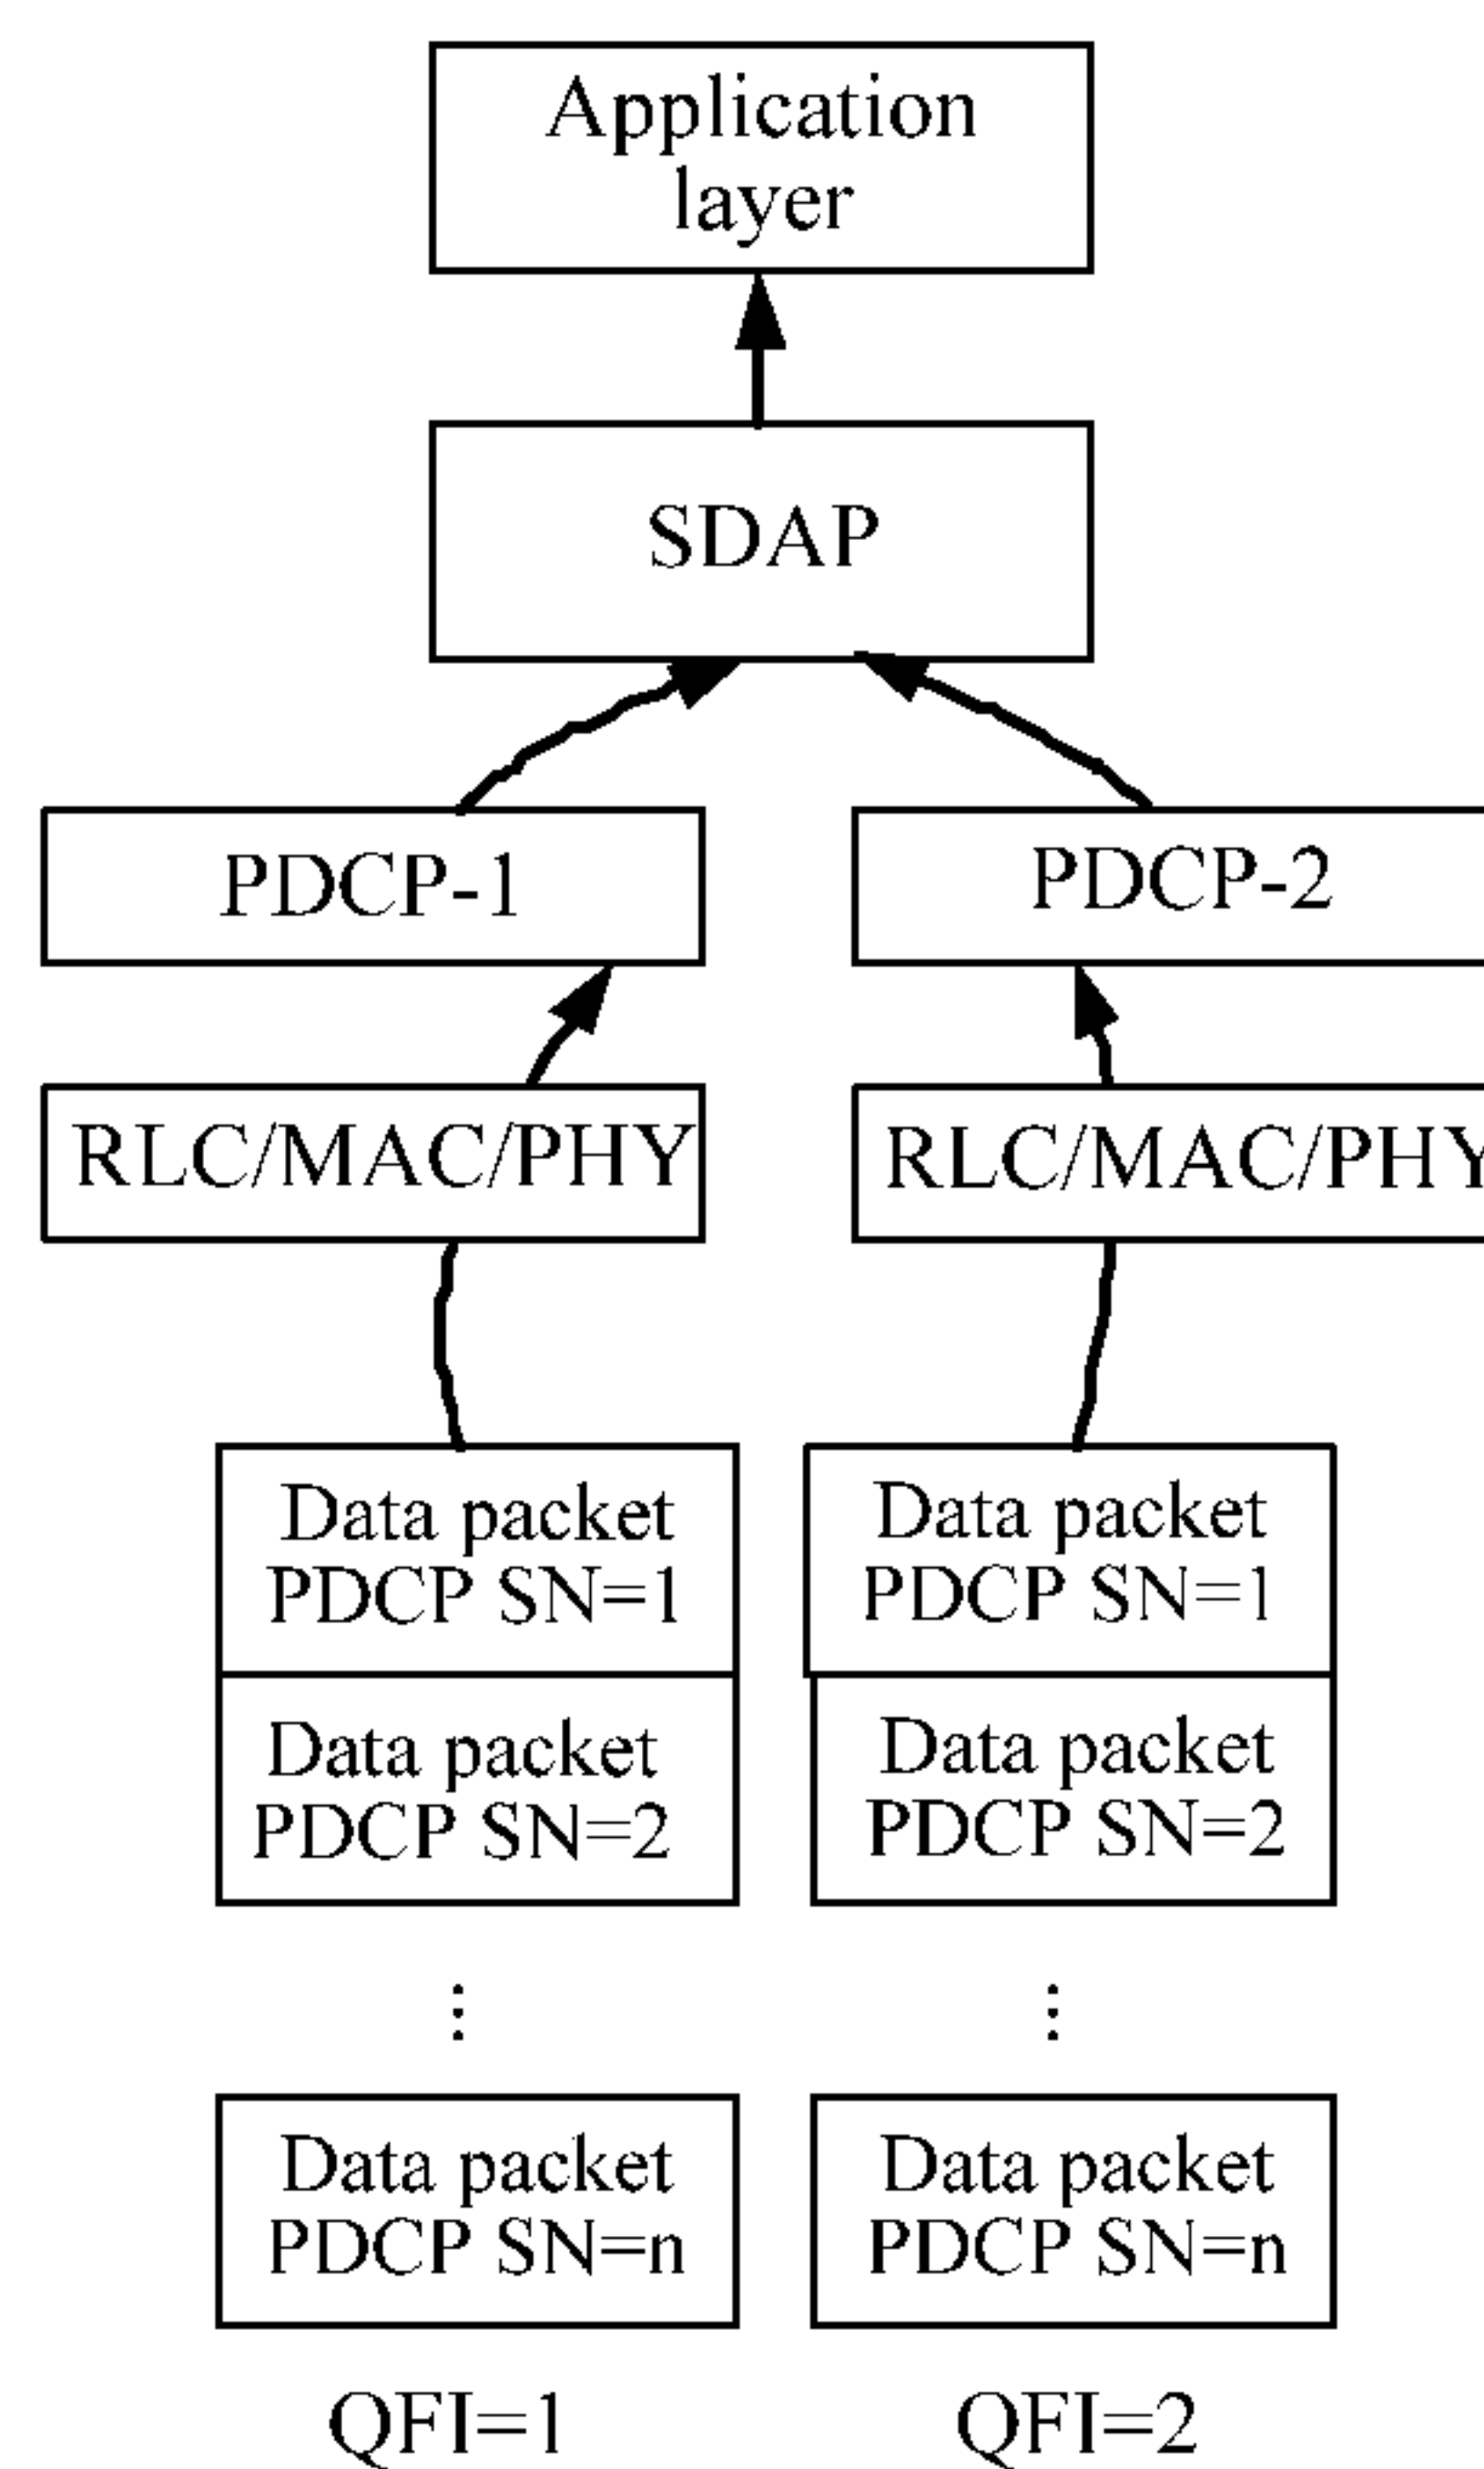 Application
layer
SDAP
PDCP-1
PDCP-2
RLC/MAC/PHY
RLC/MAC/PHY
Data packet
PDCP SN=1
Data packet
PDCP SN=1
Data packet
PDCP SN=2
Data packet
PDCP SN=2
Data packet
PDCP SN=n
Data packet
PDCP SN=n
QFI=1
QFI=2